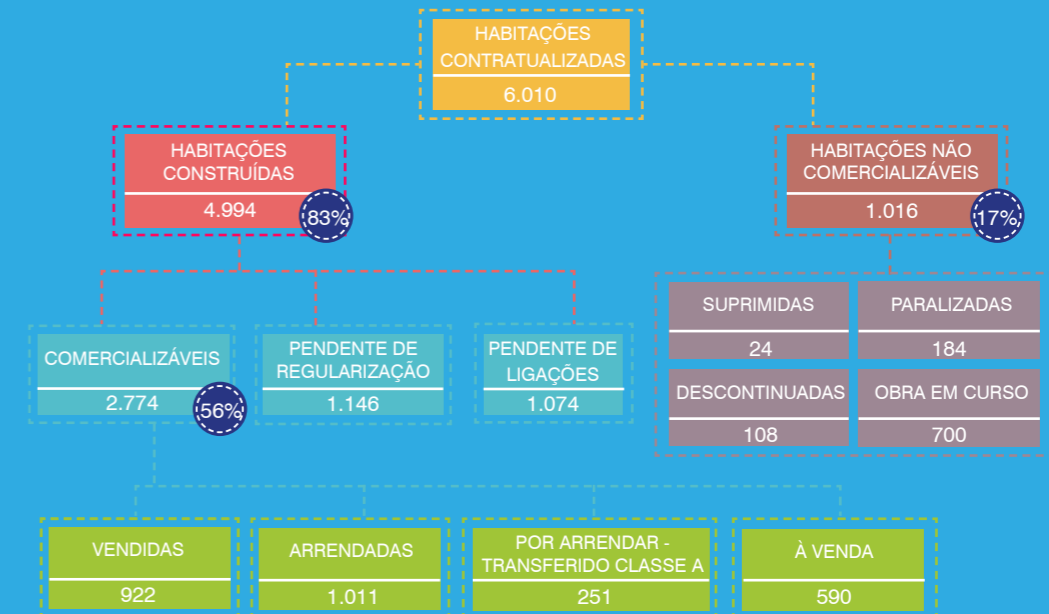 HABITAÇÕES
CONTRATUALIZADAS
6.010
HABITAÇÕES
CONSTRUÍDAS
4.994
83%
HABITAÇÕES NÃO
COMERCIALIZÁVEIS
1.016
17%
COMERCIALIZÁVEIS
2.774
56%
PENDENTE DE
REGULARIZAÇÃO
1.146
PENDENTE DE
LIGAÇÕES
1.074
SUPRIMIDAS
24
PARALIZADAS
184
DESCONTINUADAS
108
OBRA EM CURSO
700
VENDIDAS
922
ARRENDADAS
1.011
POR ARRENDAR -
TRANSFERIDO CLASSE A
251
À VENDA
590